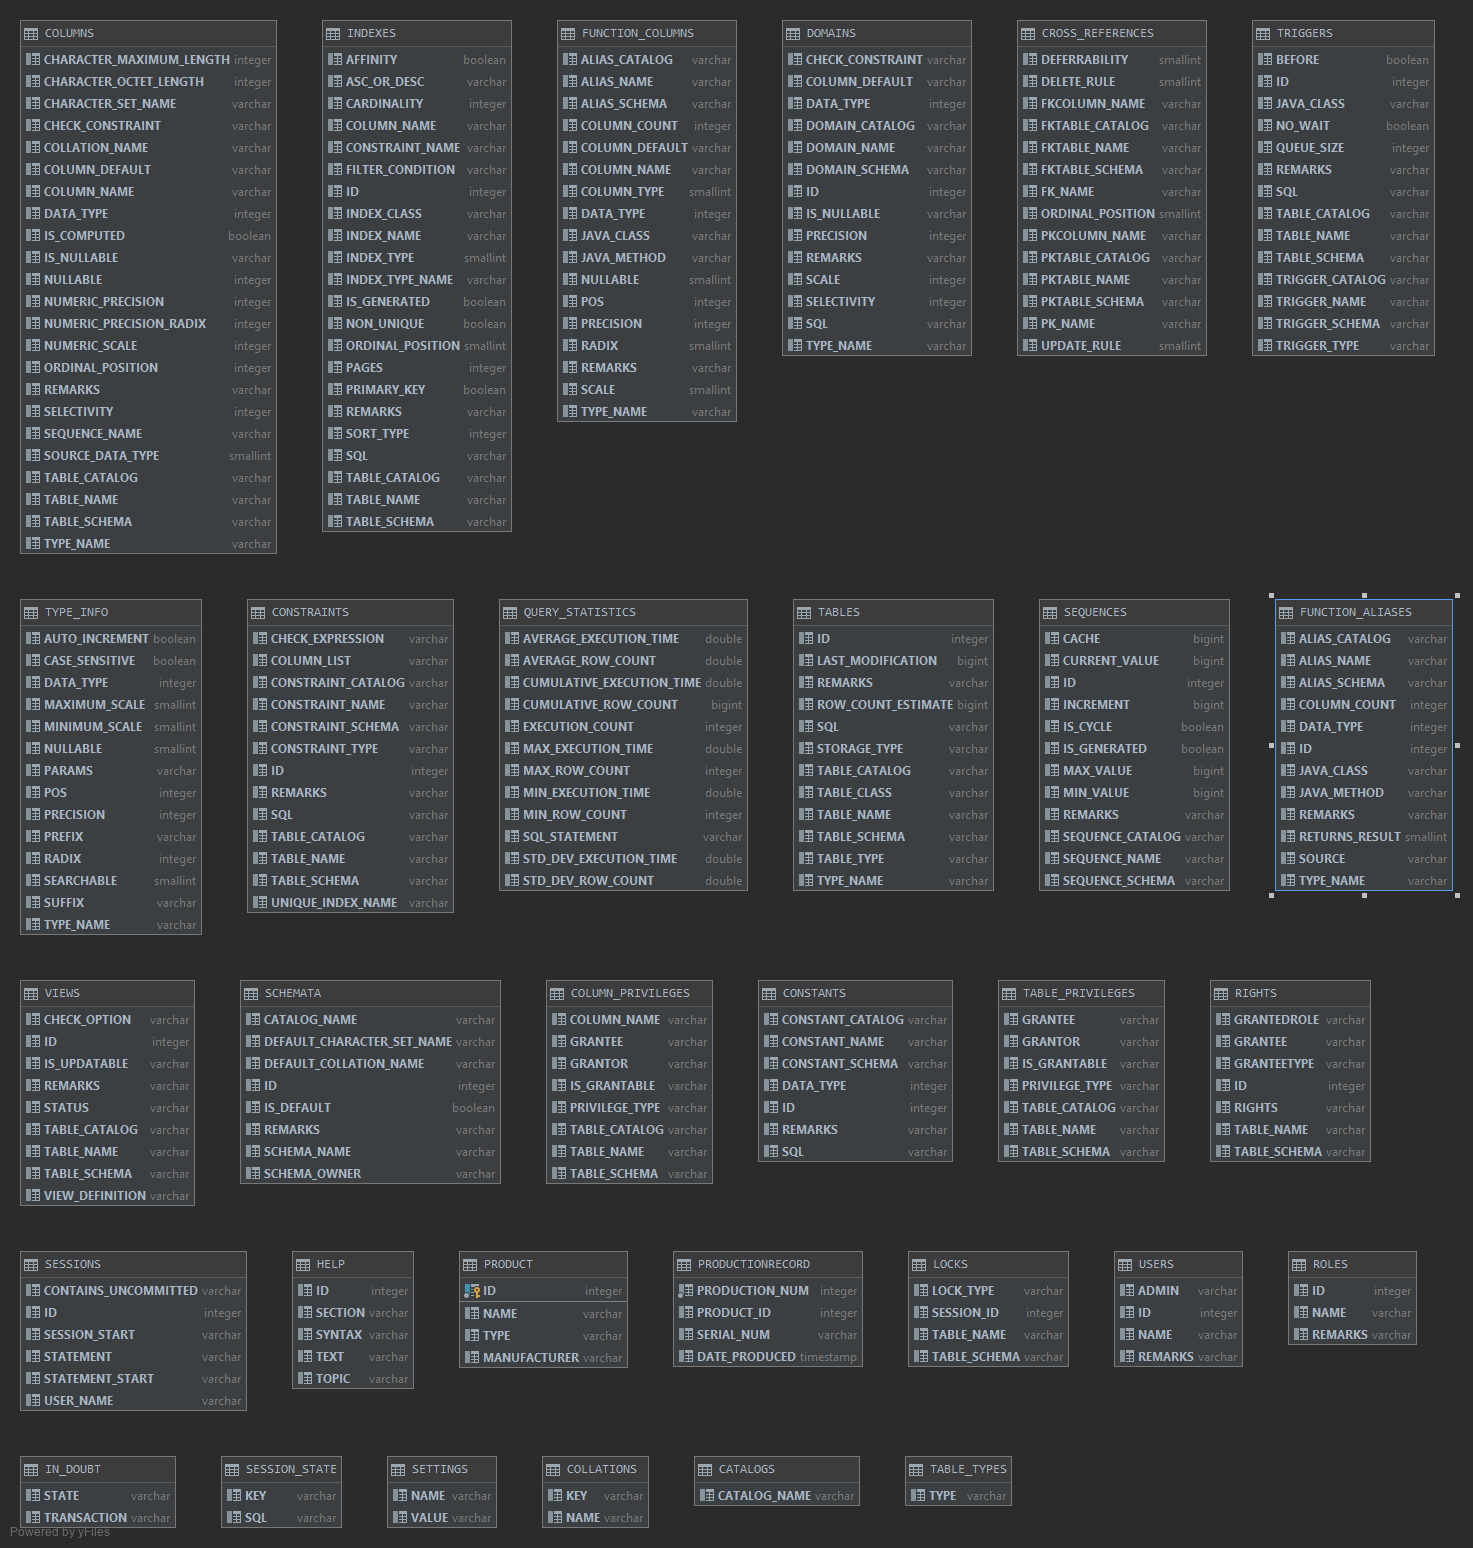 COLUMNS
CHARACTER_MAXIMUM_LENGTH integer
CHARACTER_OCTET_LENGTH integer
CHARACTER_SET_NAME varchar
CHECK_CONSTRAINT varchar
COLLATION_NAME varchar
COLUMN_DEFAULT varchar
COLUMN_NAME varchar
DATA_TYPE integer
IS_COMPUTED boolean
IS_NULLABLE varchar
NULLABLE integer
NUMERIC_PRECISION integer
NUMERIC_PRECISION_RADIX integer
NUMERIC_SCALE integer
ORDINAL_POSITION integer
REMARKS varchar
SELECTIVITY integer
SEQUENCE_NAME varchar
SOURCE_DATA_TYPE smallint
TABLE_CATALOG varchar
TABLE_NAME varchar
TABLE_SCHEMA varchar
TYPE_NAME varchar
INDEXES
AFFINITY boolean
ASC_OR_DESC varchar
CARDINALITY integer
COLUMN_NAME varchar
CONSTRAINT_NAME varchar
FILTER_CONDITION varchar
ID integer
INDEX_CLASS varchar
INDEX_NAME varchar
INDEX_TYPE smallint
INDEX_TYPE_NAME varchar
IS_GENERATED boolean
NON_UNIQUE boolean
ORDINAL_POSITION smallint
PAGES integer
PRIMARY_KEY boolean
REMARKS varchar
SORT_TYPE integer
SQL varchar
TABLE_CATALOG varchar
TABLE_NAME varchar
TABLE_SCHEMA varchar
FUNCTION_COLUMNS
ALIAS_CATALOG varchar
ALIAS_NAME varchar
ALIAS_SCHEMA varchar
COLUMN_COUNT integer
COLUMN_DEFAULT varchar
COLUMN_NAME varchar
COLUMN_TYPE smallint
DATA_TYPE integer
JAVA_CLASS varchar
JAVA_METHOD varchar
NULLABLE smallint
POS integer
PRECISION integer
RADIX smallint
REMARKS varchar
SCALE smallint
TYPE_NAME varchar
DOMAINS
CHECK_CONSTRAINT varchar
COLUMN_DEFAULT varchar
DATA_TYPE integer
DOMAIN_CATALOG varchar
DOMAIN_NAME varchar
DOMAIN_SCHEMA varchar
ID integer
IS_NULLABLE varchar
PRECISION integer
REMARKS varchar
SCALE integer
SELECTIVITY integer
SQL varchar
TYPE_NAME varchar
CROSS_REFERENCES
DEFERRABILITY smallint
DELETE_RULE smallint
FKCOLUMN_NAME varchar
FKTABLE_CATALOG varchar
FKTABLE_NAME varchar
FKTABLE_SCHEMA varchar
FK_NAME varchar
ORDINAL_POSITION smallint
PKCOLUMN_NAME varchar
PKTABLE_CATALOG varchar
PKTABLE_NAME varchar
PKTABLE_SCHEMA varchar
PK_NAME varchar
UPDATE_RULE smallint
TRIGGERS
BEFORE boolean
ID integer
JAVA_CLASS varchar
NO_WAIT boolean
QUEUE_SIZE integer
REMARKS varchar
SQL varchar
TABLE_CATALOG varchar
TABLE_NAME varchar
TABLE_SCHEMA varchar
TRIGGER_CATALOG varchar
TRIGGER_NAME varchar
TRIGGER_SCHEMA varchar
TRIGGER_TYPE varchar
TYPE_INFO
AUTO_INCREMENT boolean
CASE_SENSITIVE boolean
DATA_TYPE integer
MAXIMUM_SCALE smallint
MINIMUM_SCALE smallint
NULLABLE smallint
PARAMS varchar
POS integer
PRECISION integer
PREFIX varchar
RADIX integer
SEARCHABLE smallint
SUFFIX varchar
TYPE_NAME varchar
CONSTRAINTS
CHECK_EXPRESSION varchar
COLUMN_LIST varchar
CONSTRAINT_CATALOG varchar
CONSTRAINT_NAME varchar
CONSTRAINT_SCHEMA varchar
CONSTRAINT_TYPE varchar
ID integer
REMARKS varchar
SQL varchar
TABLE_CATALOG varchar
TABLE_NAME varchar
TABLE_SCHEMA varchar
UNIQUE_INDEX_NAME varchar
QUERY_STATISTICS
AVERAGE_EXECUTION_TIME double
AVERAGE_ROW_COUNT double
CUMULATIVE_EXECUTION_TIME double
CUMULATIVE_ROW_COUNT bigint
EXECUTION_COUNT integer
MAX_EXECUTION_TIME double
MAX_ROW_COUNT integer
MIN_EXECUTION_TIME double
MIN_ROW_COUNT integer
SQL_STATEMENT varchar
STD_DEV_EXECUTION_TIME double
STD_DEV_ROW_COUNT double
TABLES
ID integer
LAST_MODIFICATION bigint
REMARKS varchar
ROW_COUNT_ESTIMATE bigint
SQL varchar
STORAGE_TYPE varchar
TABLE_CATALOG varchar
TABLE_CLASS varchar
TABLE_NAME varchar
TABLE_SCHEMA varchar
TABLE_TYPE varchar
TYPE_NAME varchar
SEQUENCES
CACHE bigint
CURRENT_VALUE bigint
ID integer
INCREMENT bigint
IS_CYCLE boolean
IS_GENERATED boolean
MAX_VALUE bigint
MIN_VALUE bigint
REMARKS varchar
SEQUENCE_CATALOG varchar
SEQUENCE_NAME varchar
SEQUENCE_SCHEMA varchar
FUNCTION_ALIASES
ALIAS_CATALOG varchar
ALIAS_NAME varchar
ALIAS_SCHEMA varchar
COLUMN_COUNT integer
DATA_TYPE integer
ID integer
JAVA_CLASS varchar
JAVA_METHOD varchar
REMARKS varchar
RETURNS_RESULT smallint
SOURCE varchar
TYPE_NAME varchar
VIEWS
CHECK_OPTION varchar
ID integer
IS_UPDATABLE varchar
REMARKS varchar
STATUS varchar
TABLE_CATALOG varchar
TABLE_NAME varchar
TABLE_SCHEMA varchar
VIEW_DEFINITION varchar
SCHEMATA
CATALOG_NAME varchar
DEFAULT_CHARACTER_SET_NAME varchar
DEFAULT_COLLATION_NAME varchar
ID integer
IS_DEFAULT boolean
REMARKS varchar
SCHEMA_NAME varchar
SCHEMA_OWNER varchar
COLUMN_PRIVILEGES
COLUMN_NAME varchar
GRANTEE varchar
GRANTOR varchar
IS_GRANTABLE varchar
PRIVILEGE_TYPE varchar
TABLE_CATALOG varchar
TABLE_NAME varchar
TABLE_SCHEMA varchar
CONSTANTS
CONSTANT_CATALOG varchar
CONSTANT_NAME varchar
CONSTANT_SCHEMA varchar
DATA_TYPE integer
ID integer
REMARKS varchar
SQL varchar
TABLE_PRIVILEGES
GRANTEE varchar
GRANTOR varchar
IS_GRANTABLE varchar
PRIVILEGE_TYPE varchar
TABLE_CATALOG varchar
TABLE_NAME varchar
TABLE_SCHEMA varchar
RIGHTS
GRANTEDROLE varchar
GRANTEE varchar
GRANTEETYPE varchar
ID integer
RIGHTS varchar
TABLE_NAME varchar
TABLE_SCHEMA varchar
SESSIONS
CONTAINS_UNCOMMITTED varchar
ID integer
SESSION_START varchar
STATEMENT varchar
STATEMENT_START varchar
USER_NAME varchar
HELP
ID integer
SECTION varchar
SYNTAX varchar
TEXT varchar
TOPIC varchar
PRODUCT
ID integer
NAME varchar
TYPE varchar
MANUFACTURER varchar
PRODUCTIONRECORD
PRODUCTION_NUM integer
PRODUCT_ID integer
SERIAL_NUM varchar
DATE_PRODUCED timestamp
LOCKS
LOCK_TYPE varchar
SESSION_ID integer
TABLE_NAME varchar
TABLE_SCHEMA varchar
USERS
ADMIN varchar
ID integer
NAME varchar
REMARKS varchar
ROLES
ID integer
NAME varchar
REMARKS varchar
IN_DOUBT
STATE varchar
TRANSACTION varchar
SESSION_STATE
KEY varchar
SQL varchar
SETTINGS
NAME varchar
VALUE varchar
COLLATIONS
KEY varchar
NAME varchar
CATALOGS
CATALOG_NAME varchar
TABLE_TYPES
TYPE varchar
Powered by yFiles